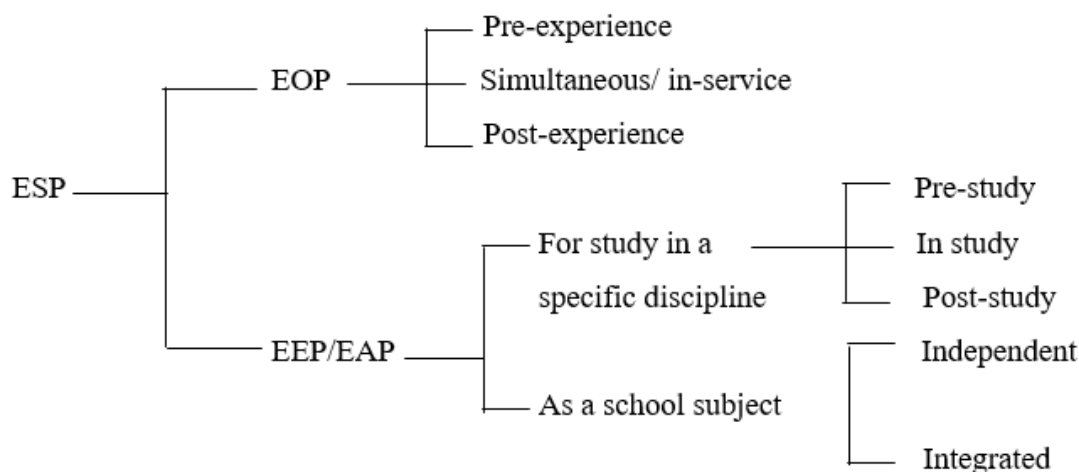 Pre-experience
EOP
Simultaneous/ in-service
Post-experience
ESP
Pre-study
For study in a
In study
specific discipline
Post-study
EEP/EAP
Independent
As a school subject
Integrated